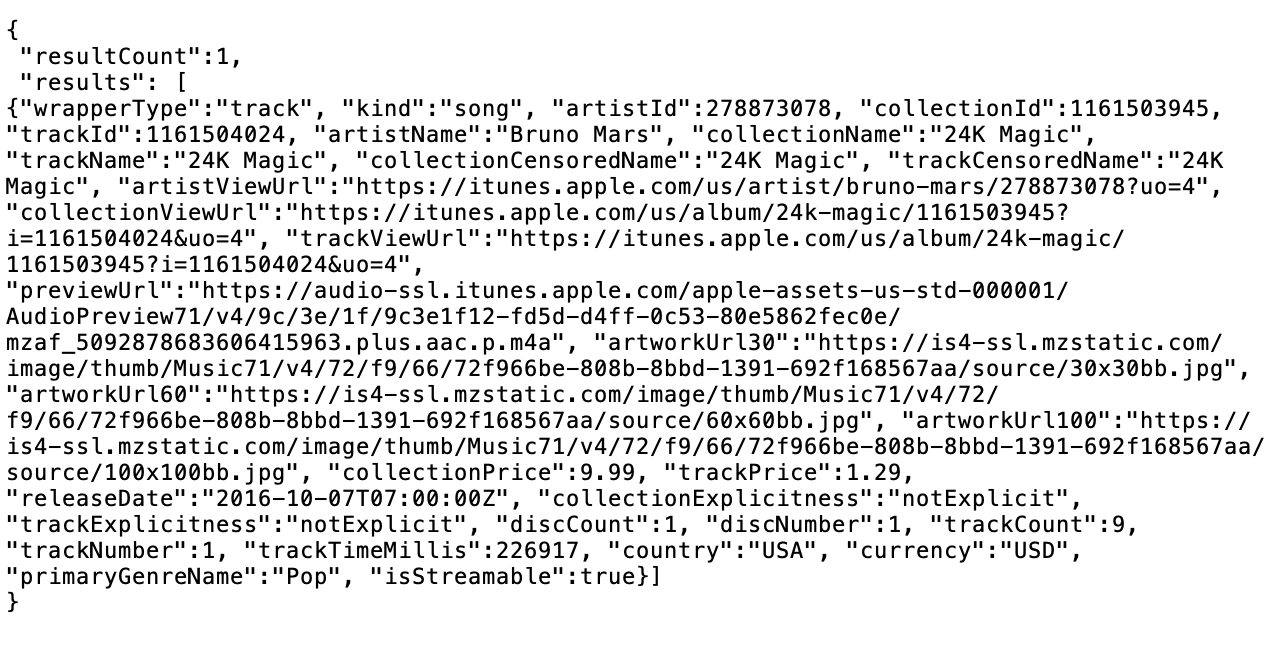 {
 "resultCount":1,
 "results": [
{"wrapperType":"track", "kind":"song", "artistId":278873078, "collectionId":1161503945,
"trackId":1161504024, "artistName":"Bruno Mars", "collectionName":"24K Magic",
"trackName":"24K Magic", "collectionCensoredName":"24K Magic", "trackCensoredName":"24K
Magic", "artistViewUrl":"https://itunes.apple.com/us/artist/bruno-mars/278873078?uo=4",
"collectionViewUrl":"https://itunes.apple.com/us/album/24k-magic/1161503945?
i=1161504024&uo=4", "trackViewUrl":"https://itunes.apple.com/us/album/24k-magic/
1161503945?i=1161504024&uo=4",
"previewUrl":"https://audio-ssl.itunes.apple.com/apple-assets-us-std-000001/
AudioPreview71/v4/9c/3e/1f/9c3e1f12-fd5d-d4ff-0c53-80e5862fec0e/
mzaf_5092878683606415963.plus.aac.p.m4a", "artworkUrl30":"https://is4-ssl.mzstatic.com/
image/thumb/Music71/v4/72/f9/66/72f966be-808b-8bbd-1391-692f168567aa/source/30x30bb.jpg",
"artworkUrl60":"https://is4-ssl.mzstatic.com/image/thumb/Music71/v4/72/
f9/66/72f966be-808b-8bbd-1391-692f168567aa/source/60x60bb.jpg", "artworkUrl100":"https://
is4-ssl.mzstatic.com/image/thumb/Music71/v4/72/f9/66/72f966be-808b-8bbd-1391-692f168567aa/
source/100x100bb.jpg", "collectionPrice":9.99, "trackPrice":1.29,
"releaseDate":"2016-10-07T07:00:00Z", "collectionExplicitness":"notExplicit",
"trackExplicitness":"notExplicit", "discCount":1, "discNumber":1, "trackCount":9,
"trackNumber":1, "trackTimeMillis":226917, "country":"USA", "currency":"USD",
"primaryGenreName":"Pop", "isStreamable":true}]
}